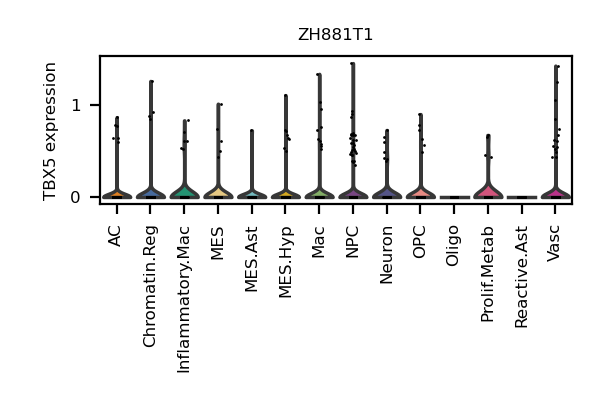 ZH881T1
TBX5 expression
1
0
AC
Chromatin.Reg
Inflammatory.Mac
MES
MES.Ast
MES.Hyp
Mac
NPC
Neuron
OPC
Oligo
Prolif.Metab
Reactive.Ast
Vasc